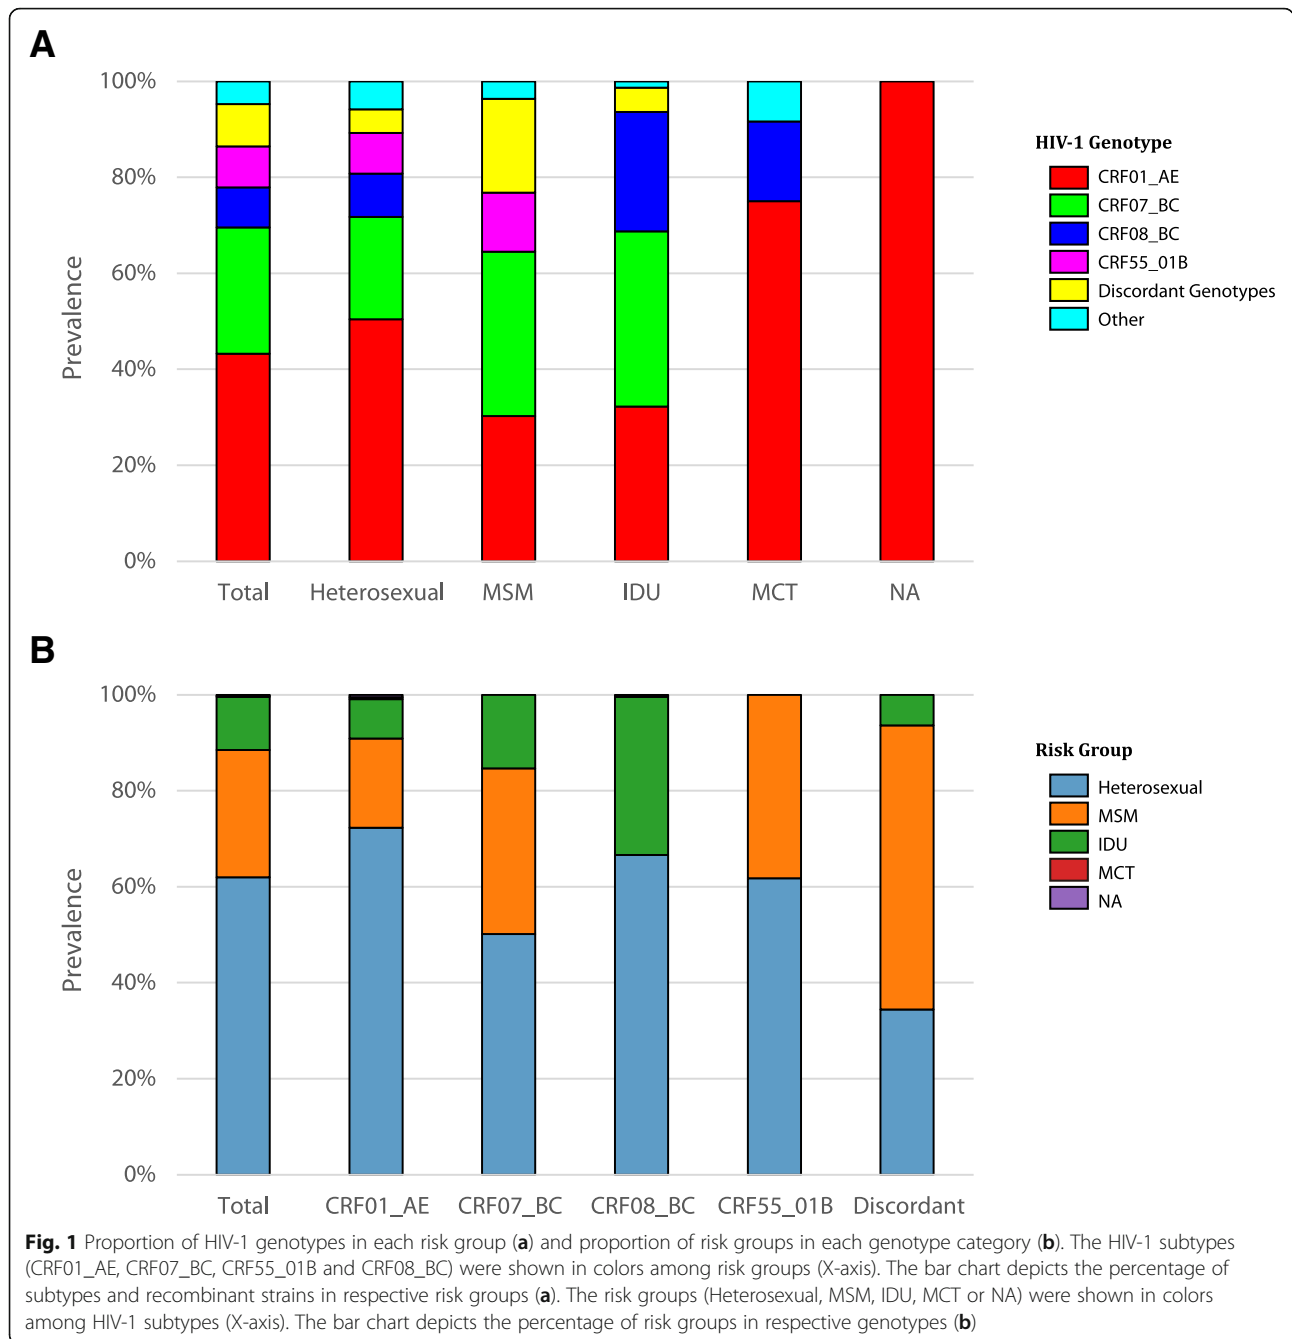 A
100%
80%
60%
40%
20%
0%
Prevalence
Total Heterosexual MSM IDU MCT NA
HIV-1 Genotype
CRF01_AE
CRF07_BC
CRF08_BC
CRF55_01B
Discordant Genotypes
Other
B
100%
80%
60%
40%
20%
0%
Prevalence
Total CRF01_AE CRF07_BC CRF08_BC CRF55_01B Discordant
Risk Group
Heterosexual
MSM
IDU
MCT
NA
Fig. 1 Proportion of HIV-1 genotypes in each risk group (a) and proportion of risk groups in each genotype category (b). The HIV-1 subtypes
(CRF01_AE, CRF07_BC, CRF55_01B and CRF08_BC) were shown in colors among risk groups (X-axis). The bar chart depicts the percentage of
subtypes and recombinant strains in respective risk groups (a). The risk groups (Heterosexual, MSM, IDU, MCT or NA) were shown in colors
among HIV-1 subtypes (X-axis). The bar chart depicts the percentage of risk groups in respective genotypes (b)